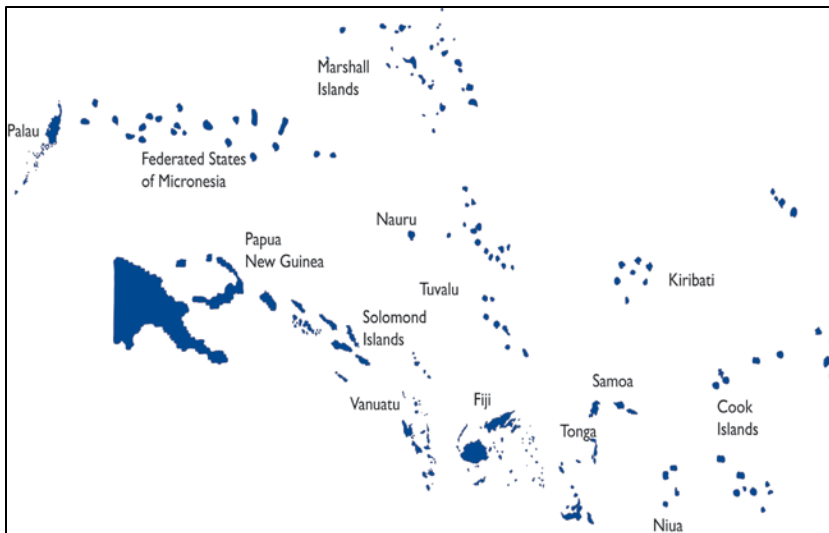 Marshall
Islands
Palau
Federated States
of Micronesia
Nauru
Papua
New Guinea
Kiribati
Tuvalu
Solomond
Islands
Samoa
Vanuatu
Fiji
Cook
Islands
Tonga
Niua